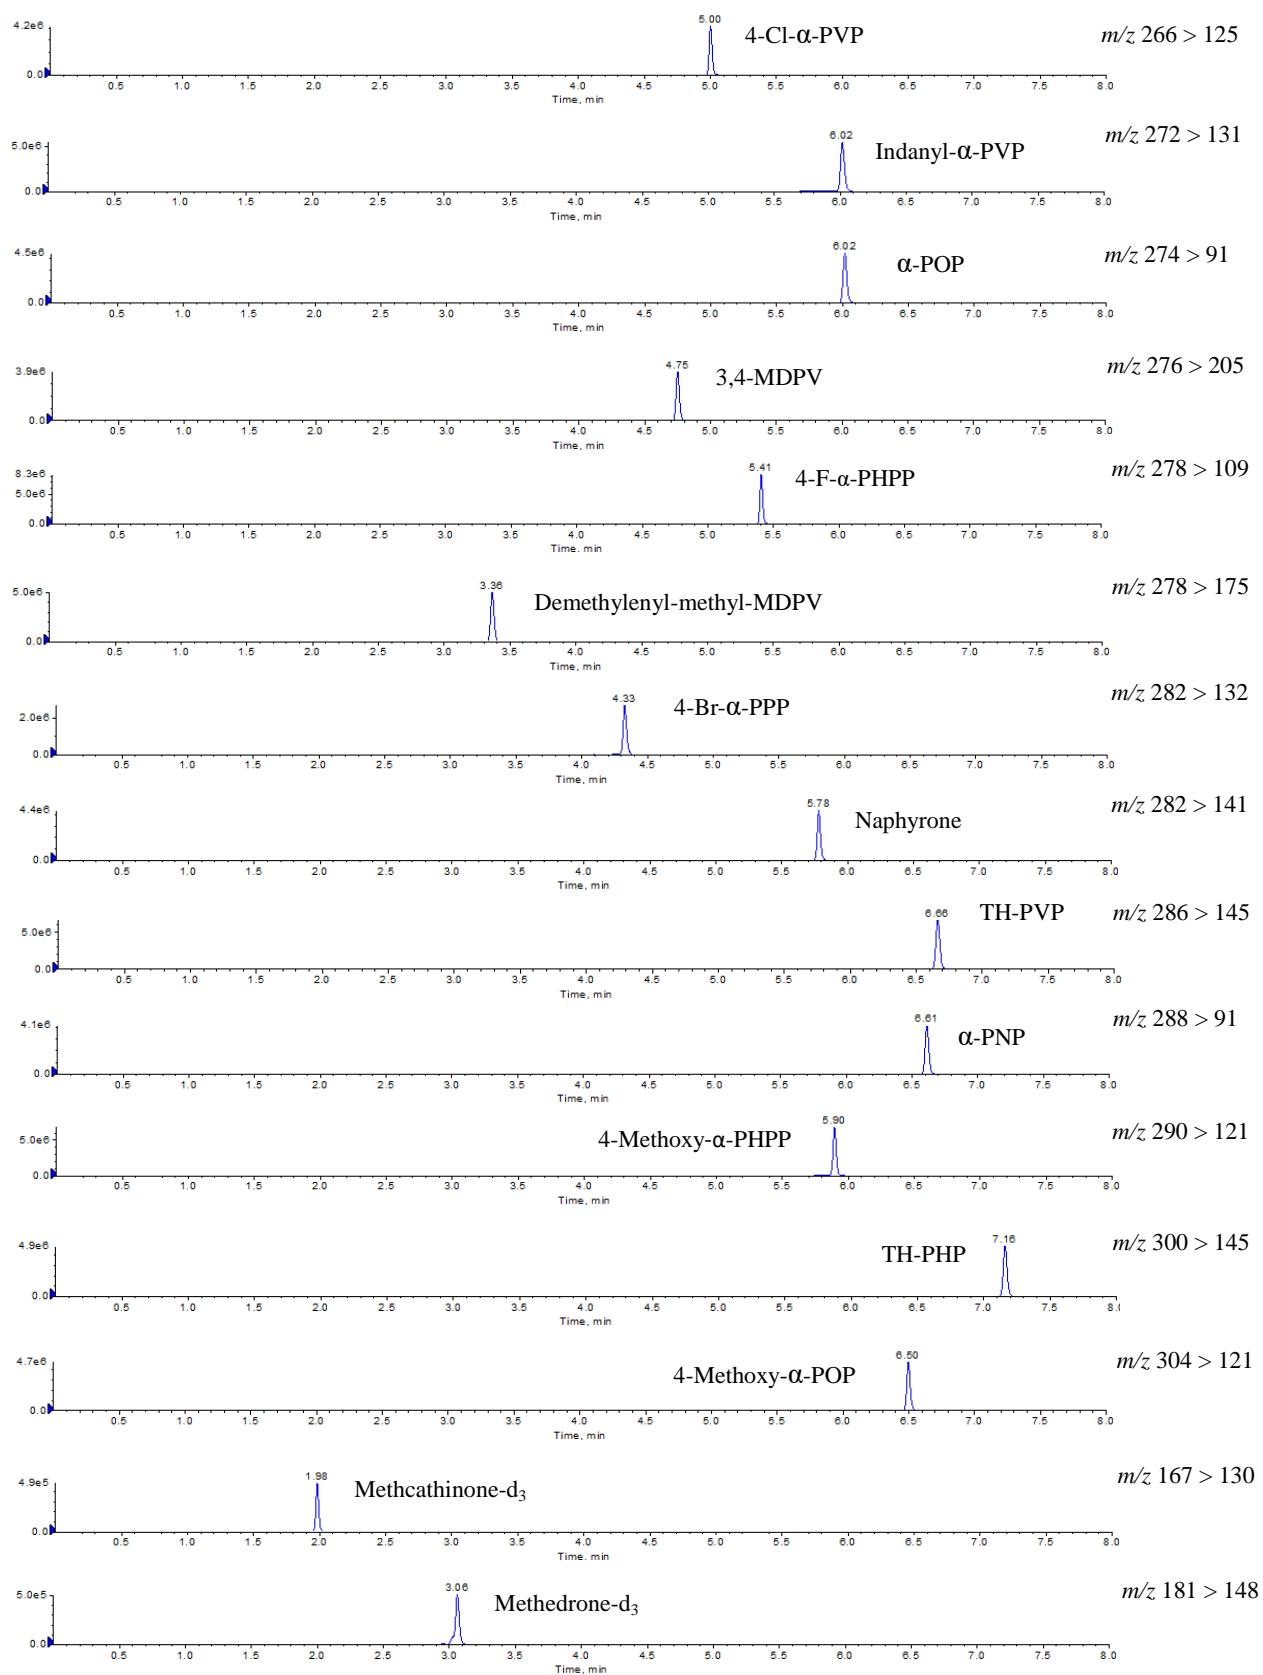 4.2e6 5.00 4-Cl-α-PVP m/z 266 > 125
0.0
0.5 1.0 1.5 2.0 2.5 3.0 3.5 4.0 4.5 5.0 5.5 6.0 6.5 7.0 7.5 8.0
Time, min
5.0e6 6.02 Indanyl-α-PVP m/z 272 > 131
0.0
0.5 1.0 1.5 2.0 2.5 3.0 3.5 4.0 4.5 5.0 5.5 6.0 6.5 7.0 7.5 8.0
Time, min
4.5e6 6.02 α-POP m/z 274 > 91
0.0
0.5 1.0 1.5 2.0 2.5 3.0 3.5 4.0 4.5 5.0 5.5 6.0 6.5 7.0 7.5 8.0
Time, min
3.9e6 4.75 3,4-MDPV m/z 276 > 205
0.0
0.5 1.0 1.5 2.0 2.5 3.0 3.5 4.0 4.5 5.0 5.5 6.0 6.5 7.0 7.5 8.0
Time, min
8.3e6 5.41 4-F-α-PHPP m/z 278 > 109
5.0e6
0.0
0.5 1.0 1.5 2.0 2.5 3.0 3.5 4.0 4.5 5.0 5.5 6.0 6.5 7.0 7.5 8.0
Time. min
5.0e6 3.36 Demethylenyl-methyl-MDPV m/z 278 > 175
0.0
0.5 1.0 1.5 2.0 2.5 3.0 3.5 4.0 4.5 5.0 5.5 6.0 6.5 7.0 7.5 8.0
Time, min
2.0e6 4.33 4-Br-α-PPP m/z 282 > 132
0.0
0.5 1.0 1.5 2.0 2.5 3.0 3.5 4.0 4.5 5.0 5.5 6.0 6.5 7.0 7.5 8.0
Time, min
4.4e6 5.78 Naphyrone m/z 282 > 141
0.0
0.5 1.0 1.5 2.0 2.5 3.0 3.5 4.0 4.5 5.0 5.5 6.0 6.5 7.0 7.5 8.0
Time, min
5.0e6 6.66 TH-PVP m/z 286 > 145
0.0
0.5 1.0 1.5 2.0 2.5 3.0 3.5 4.0 4.5 5.0 5.5 6.0 6.5 7.0 7.5 8.0
Time, min
4.1e6 6.61 α-PNP m/z 288 > 91
0.0
0.5 1.0 1.5 2.0 2.5 3.0 3.5 4.0 4.5 5.0 5.5 6.0 6.5 7.0 7.5 8.0
Time, min
5.0e6 4-Methoxy-α-PHPP 5.90 m/z 290 > 121
0.0
0.5 1.0 1.5 2.0 2.5 3.0 3.5 4.0 4.5 5.0 5.5 6.0 6.5 7.0 7.5 8.0
Time, min
4.9e6 TH-PHP 7.16 m/z 300 > 145
0.0
0.5 1.0 1.5 2.0 2.5 3.0 3.5 4.0 4.5 5.0 5.5 6.0 6.5 7.0 7.5 8.0
Time, min
4.7e6 4-Methoxy-α-POP 6.50 m/z 304 > 121
0.0
0.5 1.0 1.5 2.0 2.5 3.0 3.5 4.0 4.5 5.0 5.5 6.0 6.5 7.0 7.5 8.0
Time, min
4.9e5 1.98 Methcathinone-d₃ m/z 167 > 130
0.0
0.5 1.0 1.5 2.0 2.5 3.0 3.5 4.0 4.5 5.0 5.5 6.0 6.5 7.0 7.5 8.0
Time. min
5.0e5 3.06 Methedrone-d₃ m/z 181 > 148
0.0
0.5 1.0 1.5 2.0 2.5 3.0 3.5 4.0 4.5 5.0 5.5 6.0 6.5 7.0 7.5 8.0
Time, min